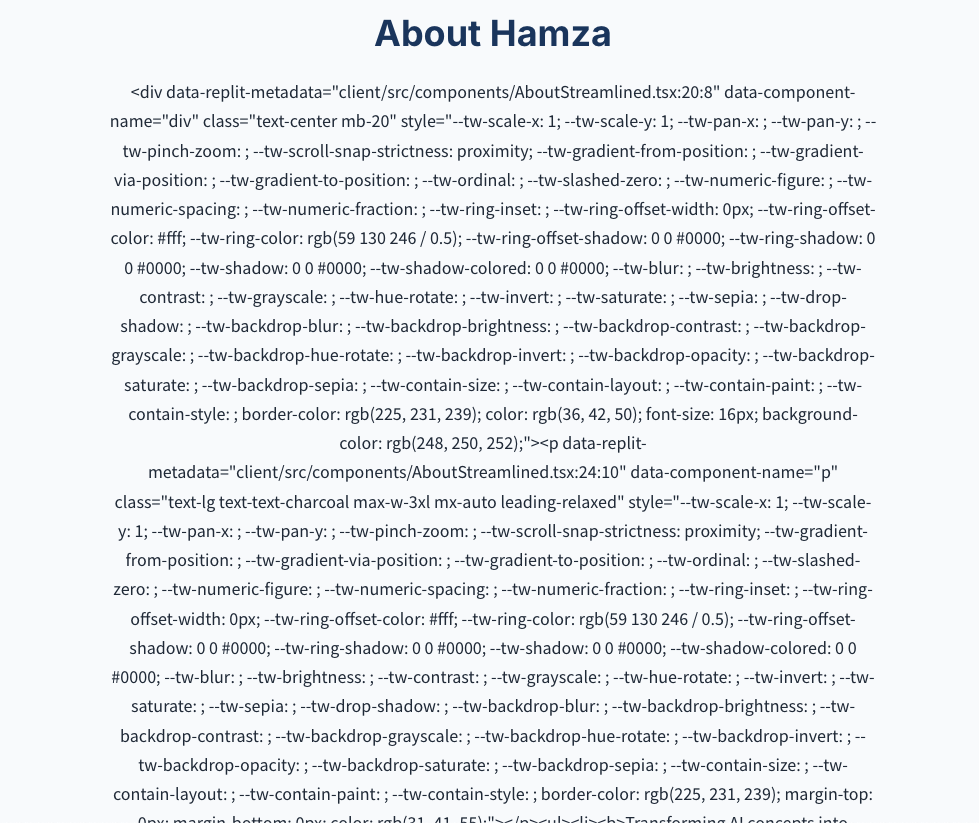 About Hamza
<div data-replit-metadata="client/src/components/AboutStreamlined.tsx:20:8" data-component-
name="div" class="text-center mb-20" style="--tw-scale-x: 1; --tw-scale-y: 1; --tw-pan-x: ; --tw-pan-y: ; --
tw-pinch-zoom: ; --tw-scroll-snap-strictness: proximity; --tw-gradient-from-position: ; --tw-gradient-
via-position: ; --tw-gradient-to-position: ; --tw-ordinal: ; --tw-slashed-zero: ; --tw-numeric-figure: ; --tw-
numeric-spacing: ; --tw-numeric-fraction: ; --tw-ring-inset: ; --tw-ring-offset-width: 0px; --tw-ring-offset-
color: #fff; --tw-ring-color: rgb(59 130 246 / 0.5); --tw-ring-offset-shadow: 0 0 #0000; --tw-ring-shadow: 0
0 #0000; --tw-shadow: 0 0 #0000; --tw-shadow-colored: 0 0 #0000; --tw-blur: ; --tw-brightness: ; --tw-
contrast: ; --tw-grayscale: ; --tw-hue-rotate: ; --tw-invert: ; --tw-saturate: ; --tw-sepia: ; --tw-drop-
shadow: ; --tw-backdrop-blur: ; --tw-backdrop-brightness: ; --tw-backdrop-contrast: ; --tw-backdrop-
grayscale: ; --tw-backdrop-hue-rotate: ; --tw-backdrop-invert: ; --tw-backdrop-opacity: ; --tw-backdrop-
saturate: ; --tw-backdrop-sepia: ; --tw-contain-size: ; --tw-contain-layout: ; --tw-contain-paint: ; --tw-
contain-style: ; border-color: rgb(225, 231, 239); color: rgb(36, 42, 50); font-size: 16px; background-
color: rgb(248, 250, 252);"><p data-replit-
metadata="client/src/components/AboutStreamlined.tsx:24:10" data-component-name="p"
class="text-lg text-text-charcoal max-w-3xl mx-auto leading-relaxed" style="--tw-scale-x: 1; --tw-scale-
y: 1; --tw-pan-x: ; --tw-pan-y: ; --tw-pinch-zoom: ; --tw-scroll-snap-strictness: proximity; --tw-gradient-
from-position: ; --tw-gradient-via-position: ; --tw-gradient-to-position: ; --tw-ordinal: ; --tw-slashed-
zero: ; --tw-numeric-figure: ; --tw-numeric-spacing: ; --tw-numeric-fraction: ; --tw-ring-inset: ; --tw-ring-
offset-width: 0px; --tw-ring-offset-color: #fff; --tw-ring-color: rgb(59 130 246 / 0.5); --tw-ring-offset-
shadow: 0 0 #0000; --tw-ring-shadow: 0 0 #0000; --tw-shadow: 0 0 #0000; --tw-shadow-colored: 0 0
#0000; --tw-blur: ; --tw-brightness: ; --tw-contrast: ; --tw-grayscale: ; --tw-hue-rotate: ; --tw-invert: ; --tw-
saturate: ; --tw-sepia: ; --tw-drop-shadow: ; --tw-backdrop-blur: ; --tw-backdrop-brightness: ; --tw-
backdrop-contrast: ; --tw-backdrop-grayscale: ; --tw-backdrop-hue-rotate: ; --tw-backdrop-invert: ; --
tw-backdrop-opacity: ; --tw-backdrop-saturate: ; --tw-backdrop-sepia: ; --tw-contain-size: ; --tw-
contain-layout: ; --tw-contain-paint: ; --tw-contain-style: ; border-color: rgb(225, 231, 239); margin-top:
0px; margin-bottom: 0px; color: rgb(31, 41, 55);"></p><ul><li><b>Transforming AI concepts into